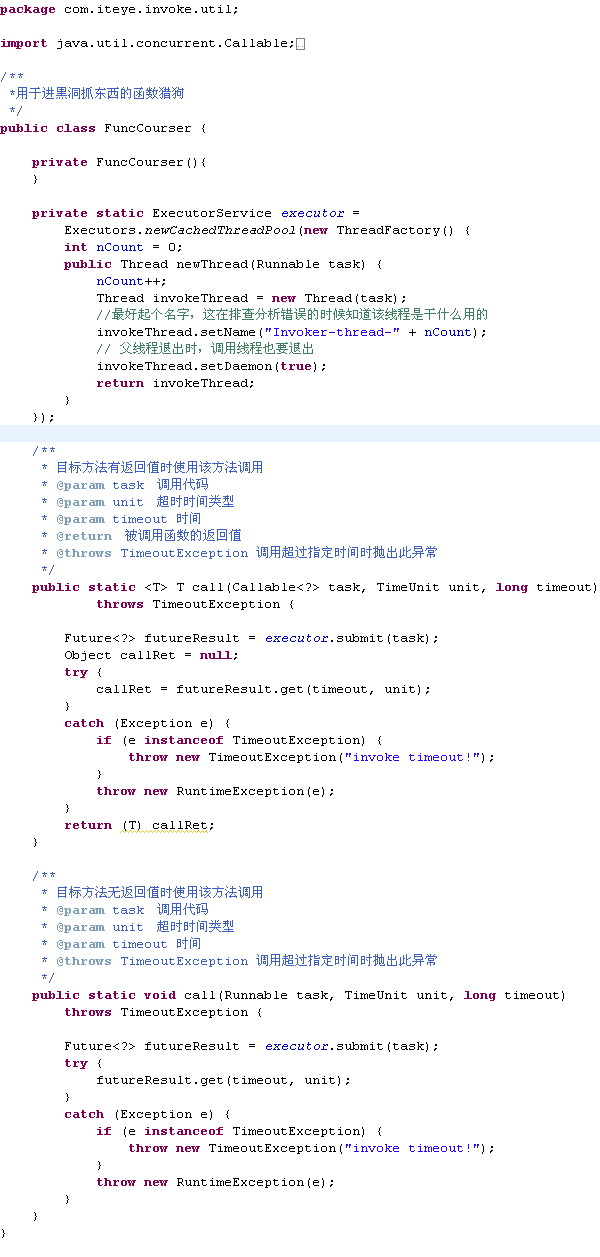 package com.iteye.invoke.util;
import java.util.concurrent.Callable;
/**
 *用于进黑洞抓东西的函数猎狗
 */
public class FuncCourser {
    private FuncCourser(){
    }
    private static ExecutorService executor =
        Executors.newCachedThreadPool(new ThreadFactory() {
        int nCount = 0;
        public Thread newThread(Runnable task) {
            nCount++;
            Thread invokeThread = new Thread(task);
            //最好起个名字，这在排查分析错误的时候知道该线程是干什么用的
            invokeThread.setName("Invoker-thread-" + nCount);
            // 父线程退出时，调用线程也要退出
            invokeThread.setDaemon(true);
            return invokeThread;
        }
    });
    /**
     * 目标方法有返回值时使用该方法调用
     * @param task 调用代码
     * @param unit 超时时间类型
     * @param timeout 时间
     * @return 被调用函数的返回值
     * @throws TimeoutException 调用超过指定时间时抛出此异常
     */
    public static <T> T call(Callable<?> task, TimeUnit unit, long timeout)
            throws TimeoutException {
        Future<?> futureResult = executor.submit(task);
        Object callRet = null;
        try {
            callRet = futureResult.get(timeout, unit);
        }
        catch (Exception e) {
            if (e instanceof TimeoutException) {
                throw new TimeoutException("invoke timeout!");
            }
            throw new RuntimeException(e);
        }
        return (T) callRet;
    }
    /**
     * 目标方法无返回值时使用该方法调用
     * @param task 调用代码
     * @param unit 超时时间类型
     * @param timeout 时间
     * @throws TimeoutException 调用超过指定时间时抛出此异常
     */
    public static void call(Runnable task, TimeUnit unit, long timeout)
        throws TimeoutException {
        Future<?> futureResult = executor.submit(task);
        try {
            futureResult.get(timeout, unit);
        }
        catch (Exception e) {
            if (e instanceof TimeoutException) {
                throw new TimeoutException("invoke timeout!");
            }
            throw new RuntimeException(e);
        }
    }
}